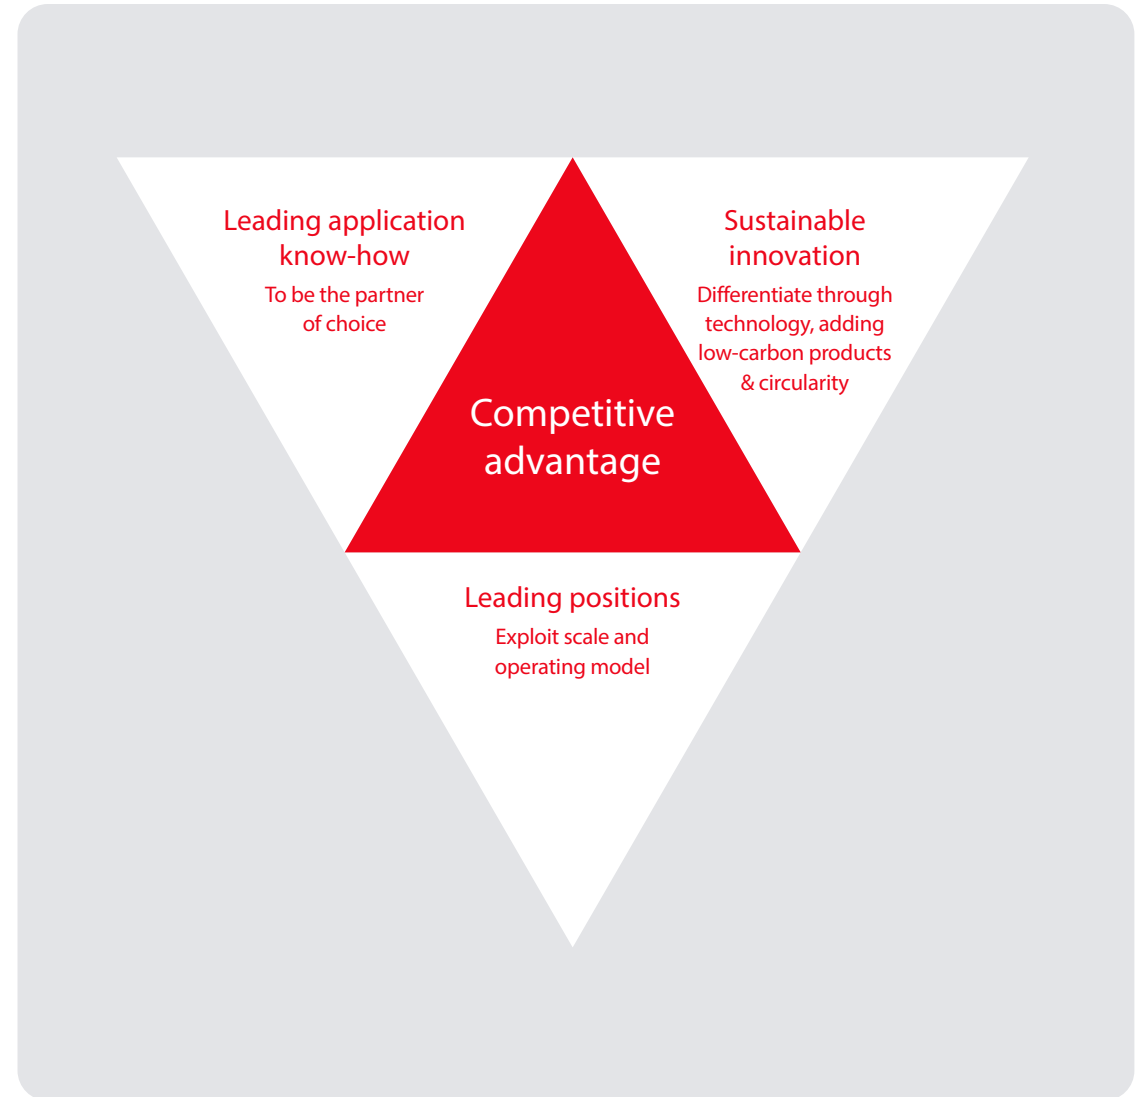 Leading application
know-how
To be the partner
of choice
Sustainable
innovation
Differentiate through
technology, adding
low-carbon products
& circularity
Competitive
advantage
Leading positions
Exploit scale and
operating model